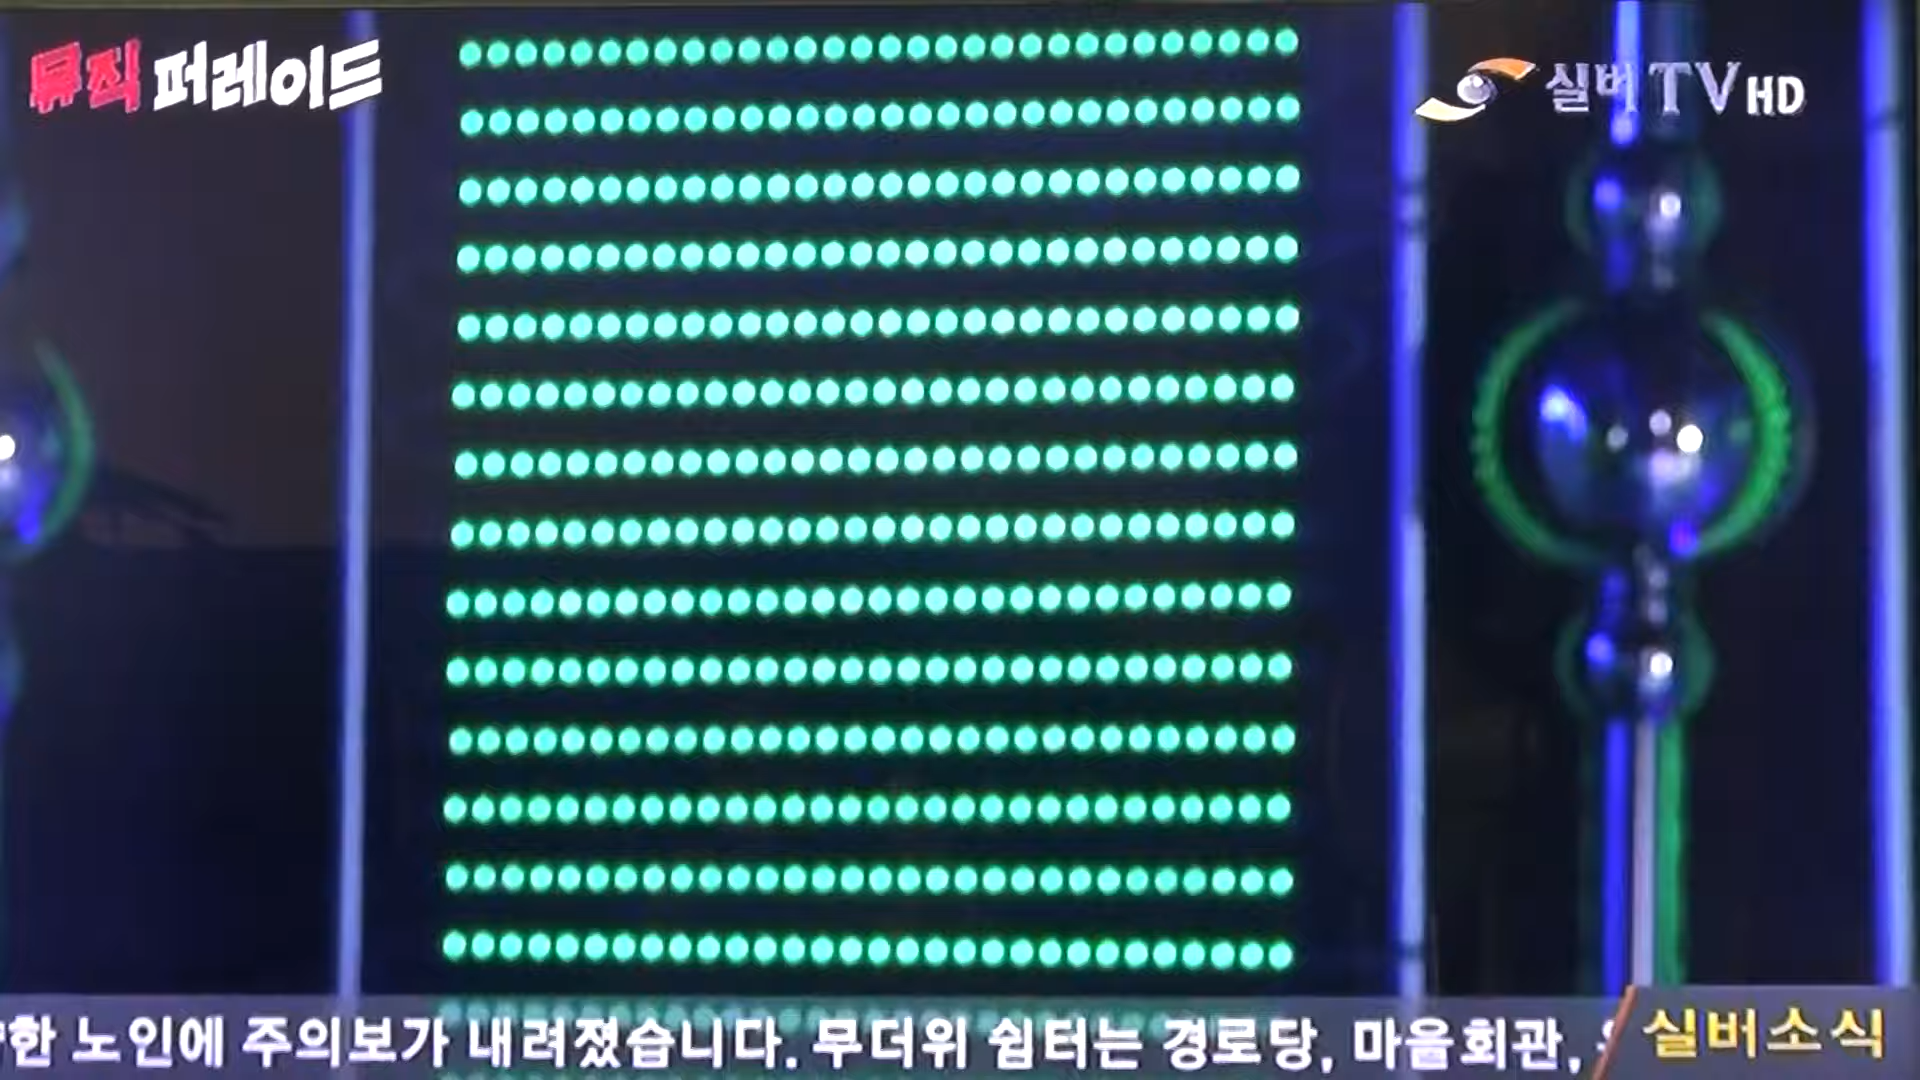 뮤직 퍼레이드
실버TV HD
한 노인에 주의보가 내려졌습니다. 무더위 쉼터는 경로당, 마음회관,
실버소식